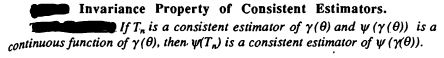 Invariance Property of Consistent Estimators.
If Tₙ is a consistent estimator of γ(θ) and ψ(γ(θ)) is a
continuous function of γ(θ), then ψ(Tₙ) is a consistent estimator of ψ(γ(θ)).